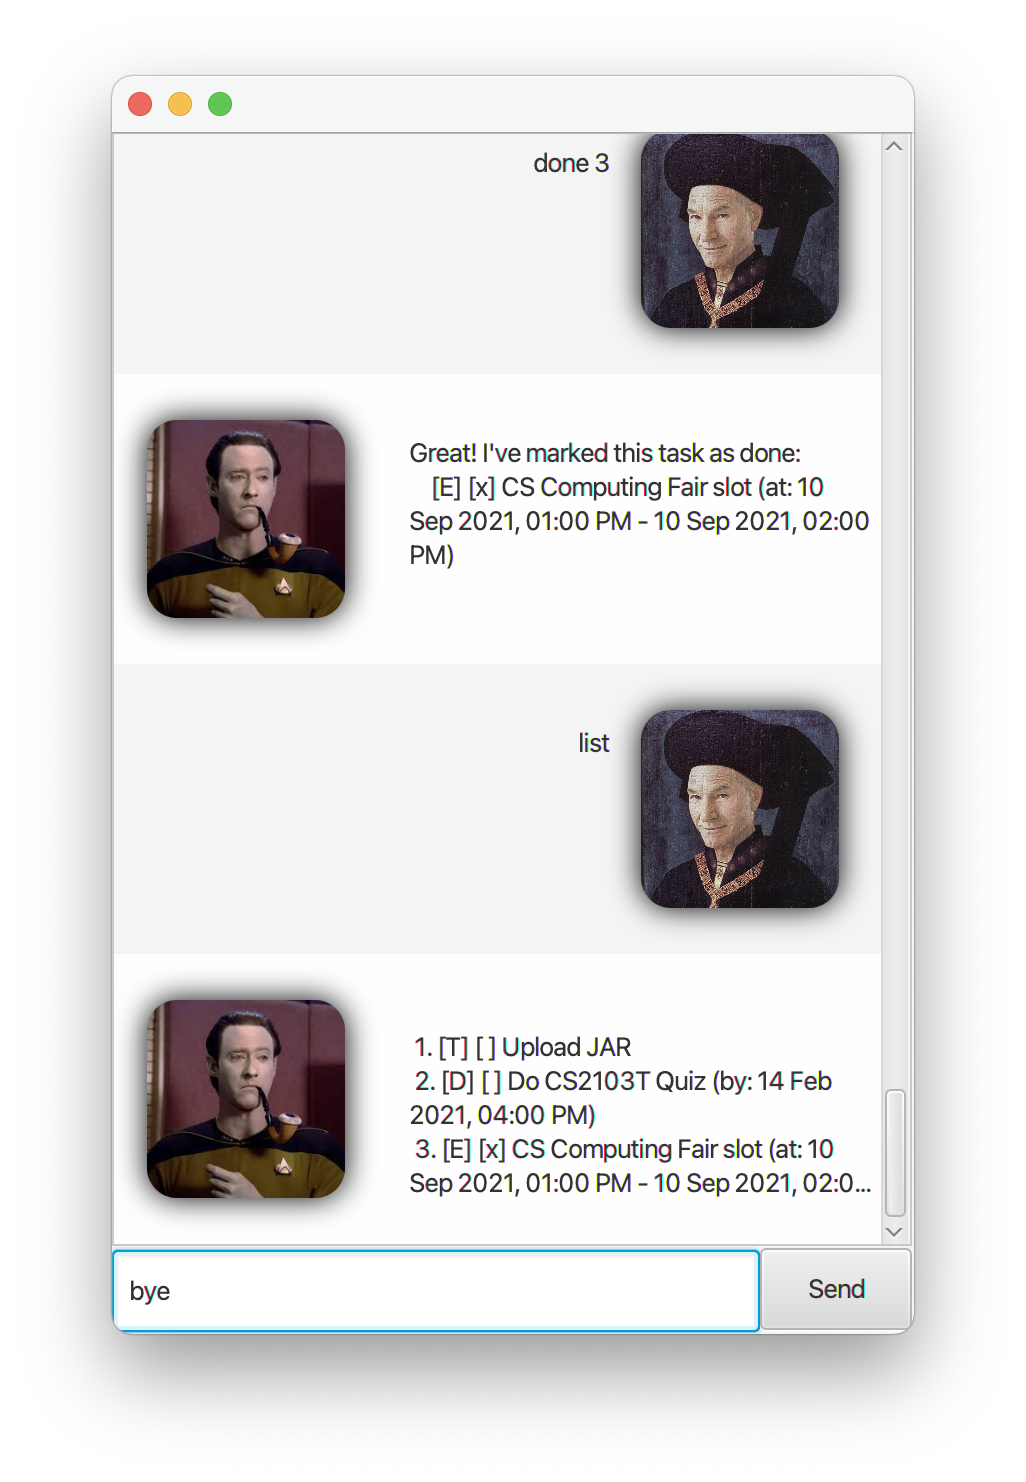 done 3
Great! I've marked this task as done:
[E] [x] CS Computing Fair slot (at: 10
Sep 2021, 01:00 PM - 10 Sep 2021, 02:00
PM)
list
1. [T] [ ] Upload JAR
2. [D] [ ] Do CS2103T Quiz (by: 14 Feb
2021, 04:00 PM)
3. [E] [x] CS Computing Fair slot (at: 10
Sep 2021, 01:00 PM - 10 Sep 2021, 02:0...
bye
Send